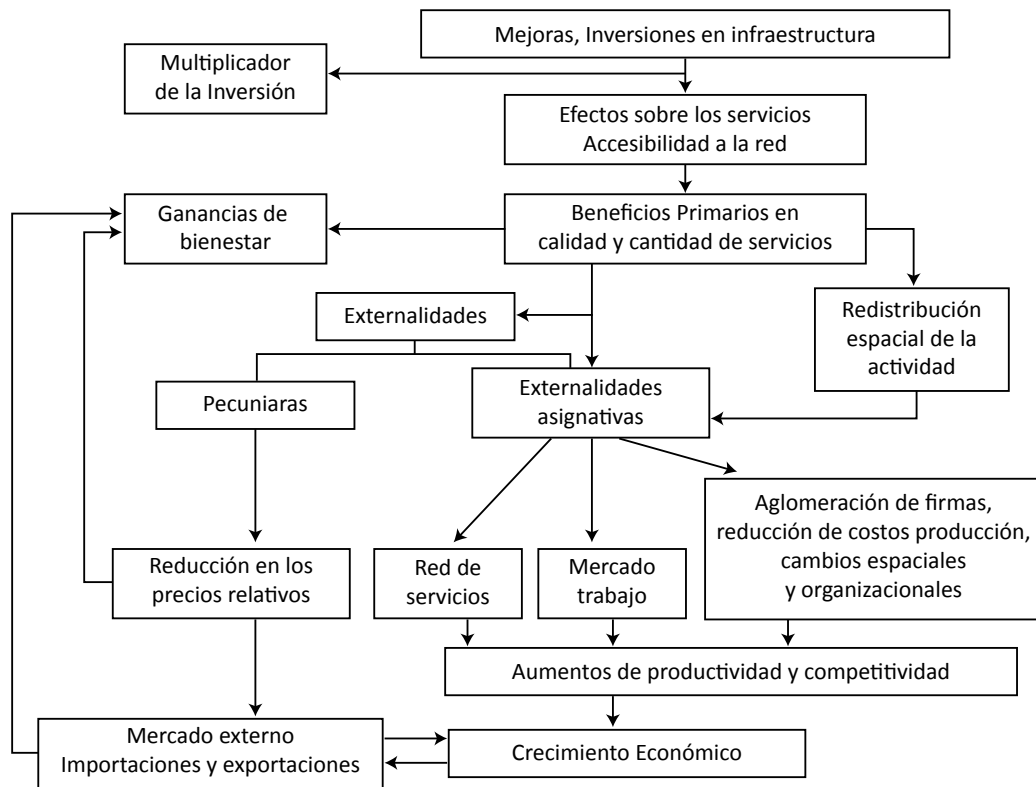 Mejoras, Inversiones en infraestructura
Multiplicador
de la Inversión
Efectos sobre los servicios
Accesibilidad a la red
Ganancias de
bienestar
Beneficios Primarios en
calidad y cantidad de servicios
Externalidades
Redistribución
espacial de la
actividad
Pecuniaras
Externalidades
asignativas
Aglomeración de firmas,
reducción de costos producción,
cambios espaciales
y organizacionales
Reducción en los
precios relativos
Red de
servicios
Mercado
trabajo
Aumentos de productividad y competitividad
Mercado externo
Importaciones y exportaciones
Crecimiento Económico